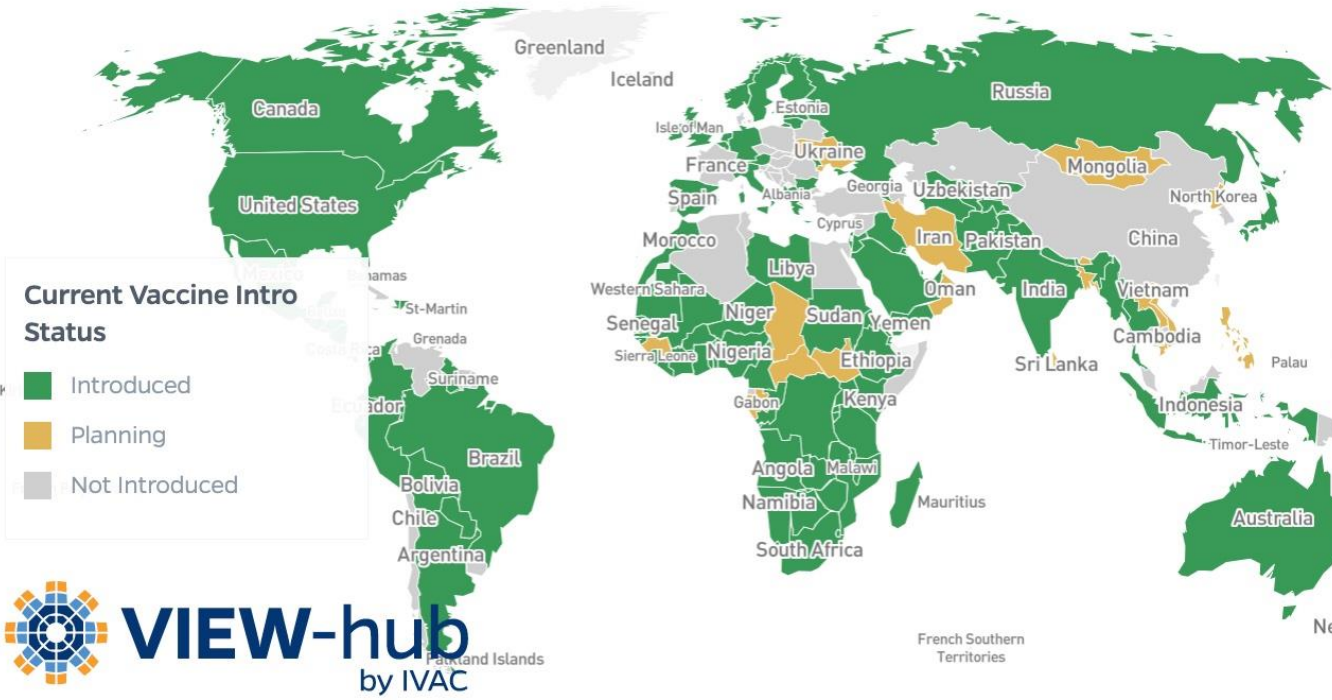 Greenland
Iceland
Canada
Russia
Estonia
Isle of Man
Ukraine
France
Mongolia
United States
Spain
Albania
Georgia
Uzbekistan
North Korea
Cyprus
Morocco
Iran
Pakistan
China
Mexico
Bahamas
Libya
Western Sahara
Oman
India
Vietnam
St-Martin
Senegal
Niger
Sudan
Yemen
Cambodia
Costa Rica
Grenada
Sierra Leone
Nigeria
Ethiopia
Sri Lanka
Palau
Suriname
Ecuador
Gabon
Kenya
Indonesia
Timor-Leste
Brazil
Angola
Malawi
Bolivia
Namibia
Mauritius
Chile
Australia
Argentina
South Africa
French Southern
Territories
Ne
Falkland Islands
Current Vaccine Intro
Status
Introduced
Planning
Not Introduced
VIEW-hub
by IVAC